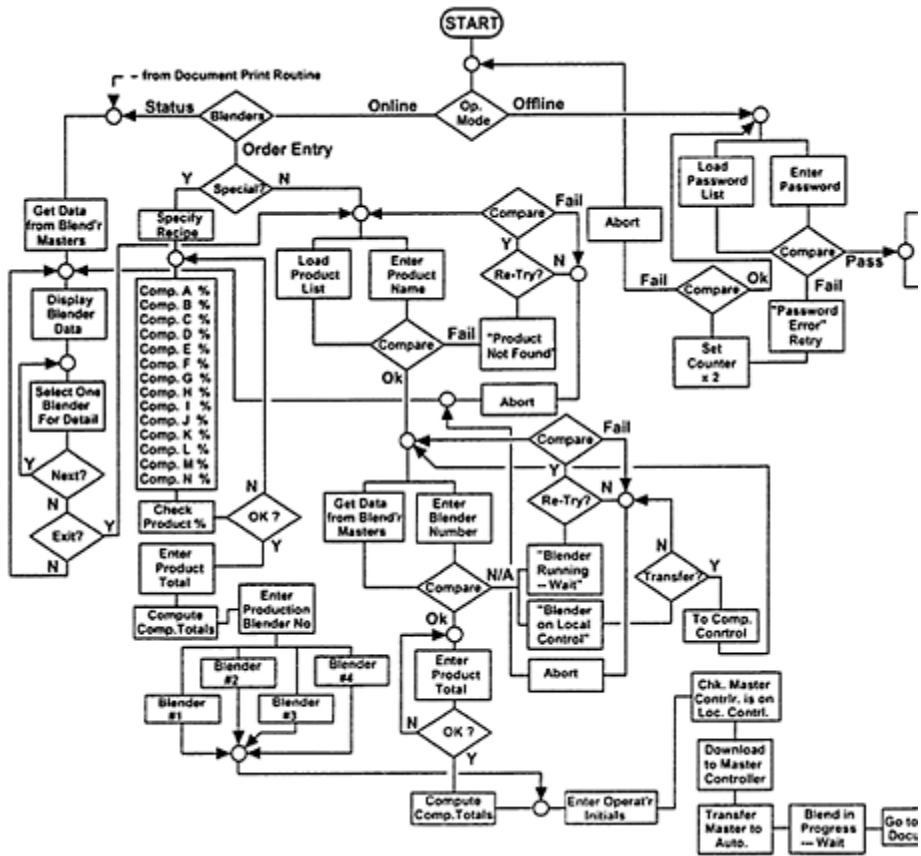 START
- from Document Print Routine
Status
Blenders
Online
Op.
Mode
Offline
Order Entry
Load
Password
List
Enter
Password
Y
Special?
N
Get Data
from Blend'r
Masters
Specify
Recipe
Compare
Fail
Abort
Compare
Pass
Load
Product
List
Enter
Product
Name
Y
Re-Try?
N
Fail
Compare
Ok
Fail
Display
Blender
Data
Comp. A %
Comp. B %
Comp. C %
Comp. D %
Comp. E %
Comp. F %
Comp. G %
Comp. H %
Comp. I %
Comp. J %
Comp. K %
Comp. L %
Comp. M %
Comp. N %
Compare
Fail
"Product
Not Found"
"Password
Error"
Retry
Set
Counter
x 2
Ok
Select One
Blender
For Detail
Abort
Compare
Fail
Y
Next?
N
Y
Re-Try?
N
Get Data
from Blend'r
Masters
Enter
Blender
Number
Check
Product %
N
OK ?
Y
Exit?
Y
N
N
Transfer?
Y
"Blender
Running
-- Wait"
Enter
Product
Total
Compare
N/A
Ok
"Blender
on Local
Control"
To Comp.
Conrtrol
Compute
Comp.Totals
Enter
Production
Blender No
Enter
Product
Total
Abort
Blender
#1
Blender
#2
Blender
#3
Blender
#4
Chk. Master
Contrlr. is on
Loc. Contrl.
N
OK ?
Y
Download
to Master
Controller
Compute
Comp.Totals
Enter Operat'r
Initials
Transfer
Master to
Auto.
Blend in
Progress
--- Wait
Go to